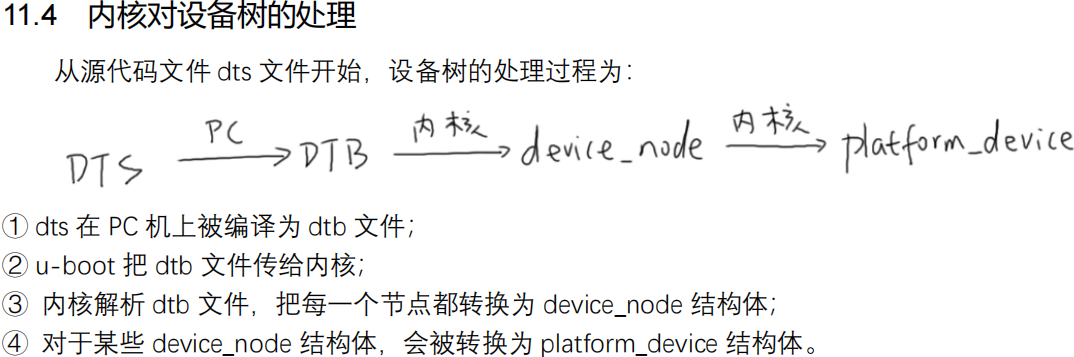 11.4 内核对设备树的处理
从源代码文件 dts 文件开始，设备树的处理过程为：
DTS PC DTB 内核 device_node 内核 platform_device
① dts 在 PC 机上被编译为 dtb 文件；
② u-boot 把 dtb 文件传给内核；
③ 内核解析 dtb 文件，把每一个节点都转换为 device_node 结构体；
④ 对于某些 device_node 结构体，会被转换为 platform_device 结构体。